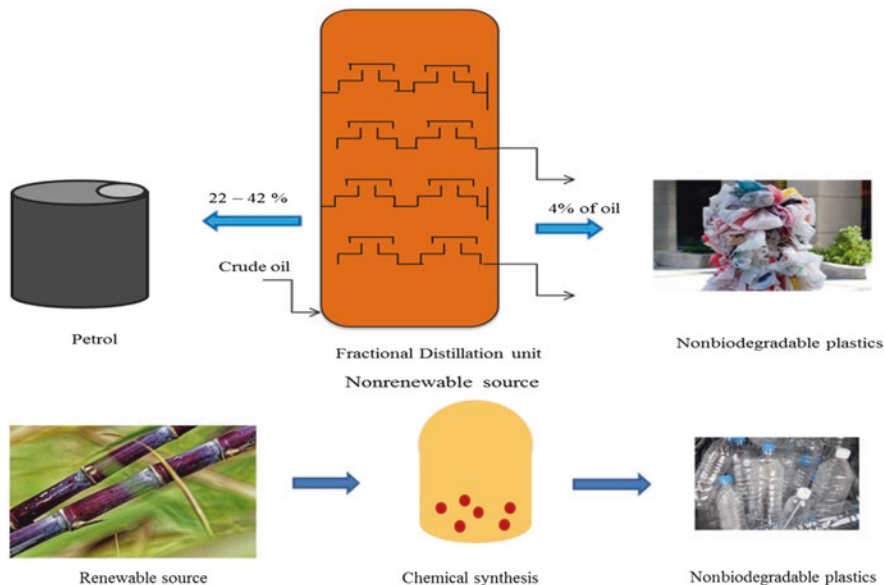 22 – 42 %
4% of oil
Crude oil
Petrol
Fractional Distillation unit
Nonbiodegradable plastics
Nonrenewable source
Renewable source
Chemical synthesis
Nonbiodegradable plastics